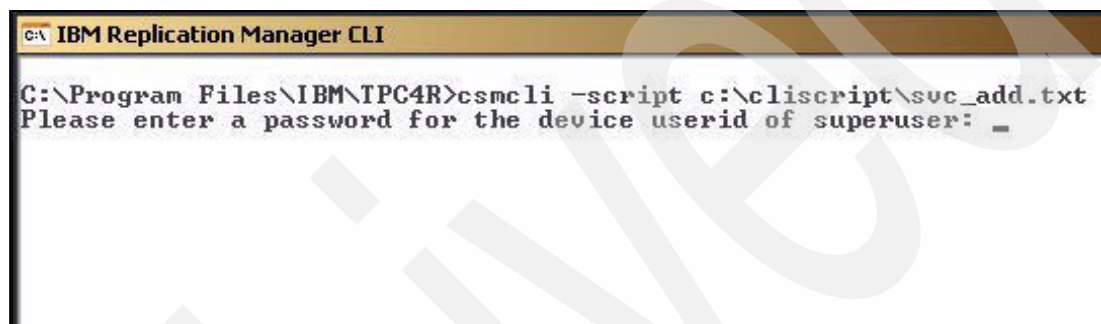 IBM Replication Manager CLI
C:\Program Files\IBM\TPC4R>csmcli -script c:\cliscript\svc_add.txt
Please enter a password for the device userid of superuser: _